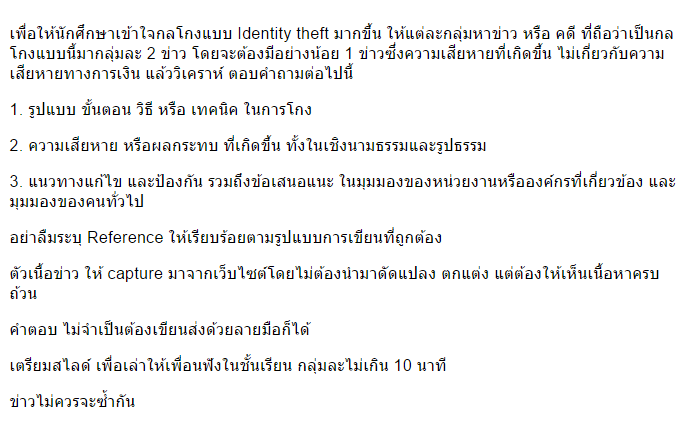 เพื่อให้นักศึกษาเข้าใจกลโกงแบบ Identity theft มากขึ้น ให้แต่ละกลุ่มหาข่าว หรือ คดี ที่ถือว่าเป็นกล
โกงแบบนี้มากลุ่มละ 2 ข่าว โดยจะต้องมีอย่างน้อย 1 ข่าวซึ่งความเสียหายที่เกิดขึ้น ไม่เกี่ยวกับความ
เสียหายทางการเงิน แล้ววิเคราห์ ตอบคำถามต่อไปนี้
1. รูปแบบ ขั้นตอน วิธี หรือ เทคนิค ในการโกง
2. ความเสียหาย หรือผลกระทบ ที่เกิดขึ้น ทั้งในเชิงนามธรรมและรูปธรรม
3. แนวทางแก้ไข และป้องกัน รวมถึงข้อเสนอแนะ ในมุมมองของหน่วยงานหรือองค์กรที่เกี่ยวข้อง และ
มุมมองของคนทั่วไป
อย่าลืมระบุ Reference ให้เรียบร้อยตามรูปแบบการเขียนที่ถูกต้อง
ตัวเนื้อข่าว ให้ capture มาจากเว็บไซต์โดยไม่ต้องนำมาดัดแปลง ตกแต่ง แต่ต้องให้เห็นเนื้อหาครบ
ถ้วน
คำตอบ ไม่จำเป็นต้องเขียนส่งด้วยลายมือก็ได้
เตรียมสไลด์ เพื่อเล่าให้เพื่อนฟังในชั้นเรียน กลุ่มละไม่เกิน 10 นาที
ข่าวไม่ควรจะซ้ำกัน